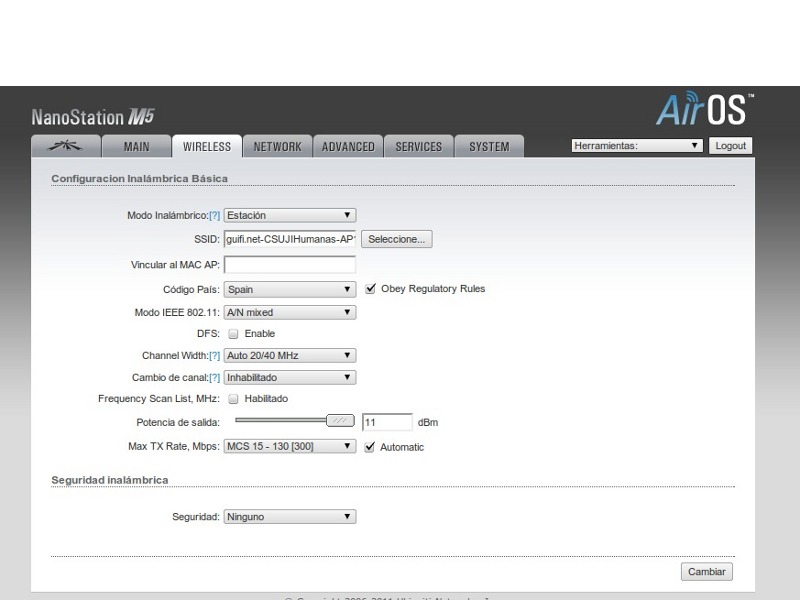 NanoStation M5
AirOS™
MAIN WIRELESS NETWORK ADVANCED SERVICES SYSTEM Herramientas: Logout
Configuracion Inalámbrica Básica
Modo Inalámbrico:[?] Estación
SSID: guifi.net-CSUJIHumanas-AP Seleccione...
Vincular al MAC AP:
Código País: Spain Obey Regulatory Rules
Modo IEEE 802.11: A/N mixed
DFS: Enable
Channel Width:[?] Auto 20/40 MHz
Cambio de canal:[?] Inhabilitado
Frequency Scan List, MHz: Habilitado
Potencia de salida: 11 dBm
Max TX Rate, Mbps: MCS 15 - 130 [300] Automatic
Seguridad inalámbrica
Seguridad: Ninguno
Cambiar